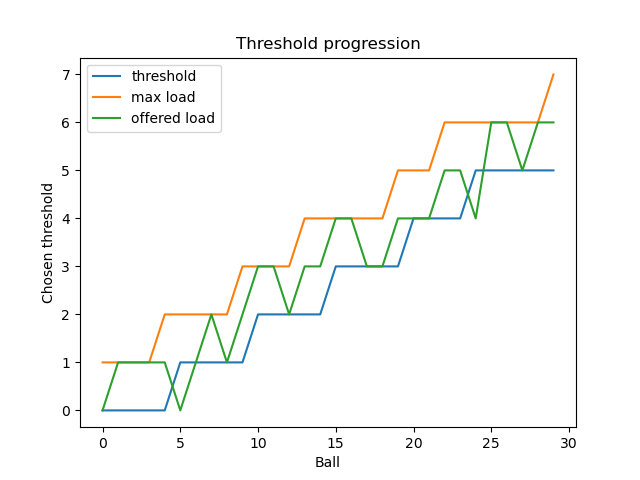 Threshold progression
threshold
max load
offered load
Chosen threshold
7
6
5
4
3
2
1
0
0 5 10 15 20 25 30
Ball